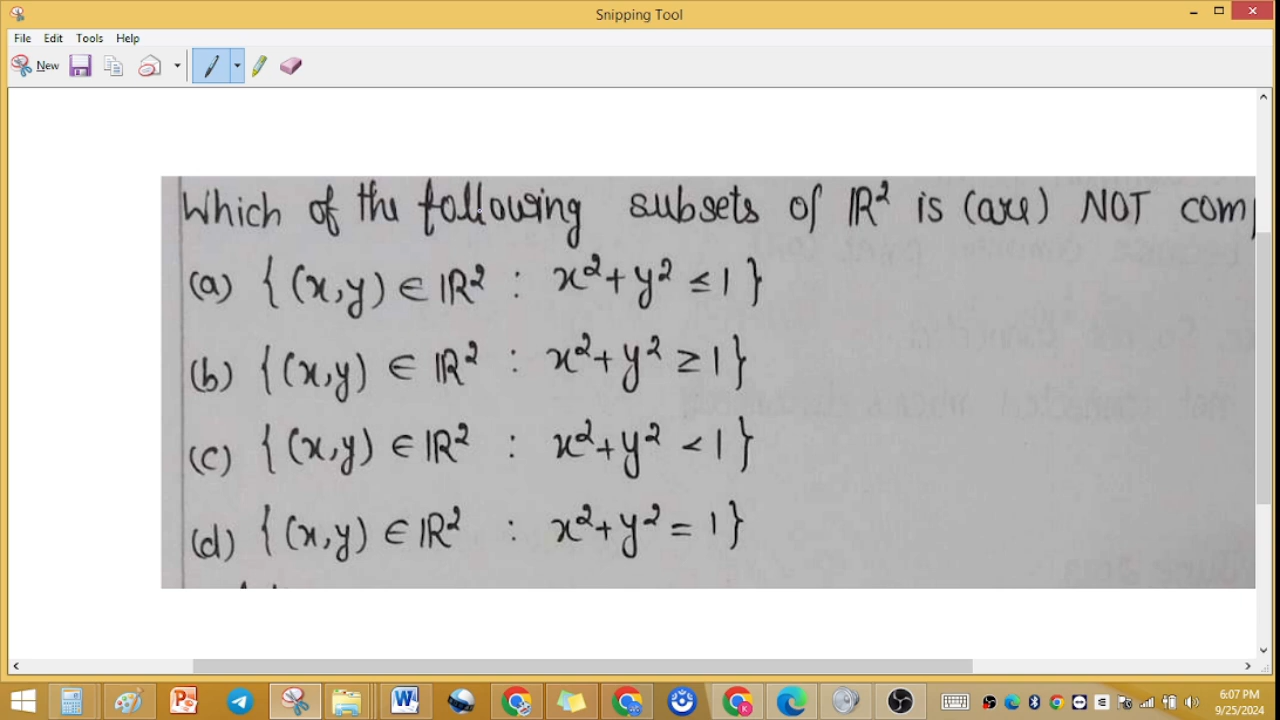 Snipping Tool
File Edit Tools Help
New
Which of the following subsets of ℝ² is (are) NOT comp
(a) { (x,y) ∈ ℝ² : x²+y² ≤ 1 }
(b) { (x,y) ∈ ℝ² : x²+y² ≥ 1 }
(c) { (x,y) ∈ ℝ² : x²+y² < 1 }
(d) { (x,y) ∈ ℝ² : x²+y² = 1 }
6:07 PM
9/25/2024